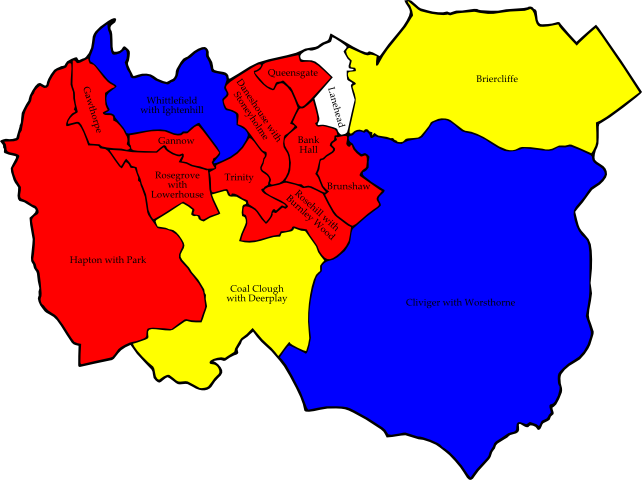 Queensgate
Briercliffe
Lanehead
Daneshouse with
Stoneyholme
Gawthorpe
Whittlefield
with Ightenhill
Gannow
Bank
Hall
Rosegrove
with
Lowerhouse
Trinity
Brunshaw
Rosehill with
Burnley Wood
Hapton with Park
Coal Clough
with Deerplay
Cliviger with Worsthorne